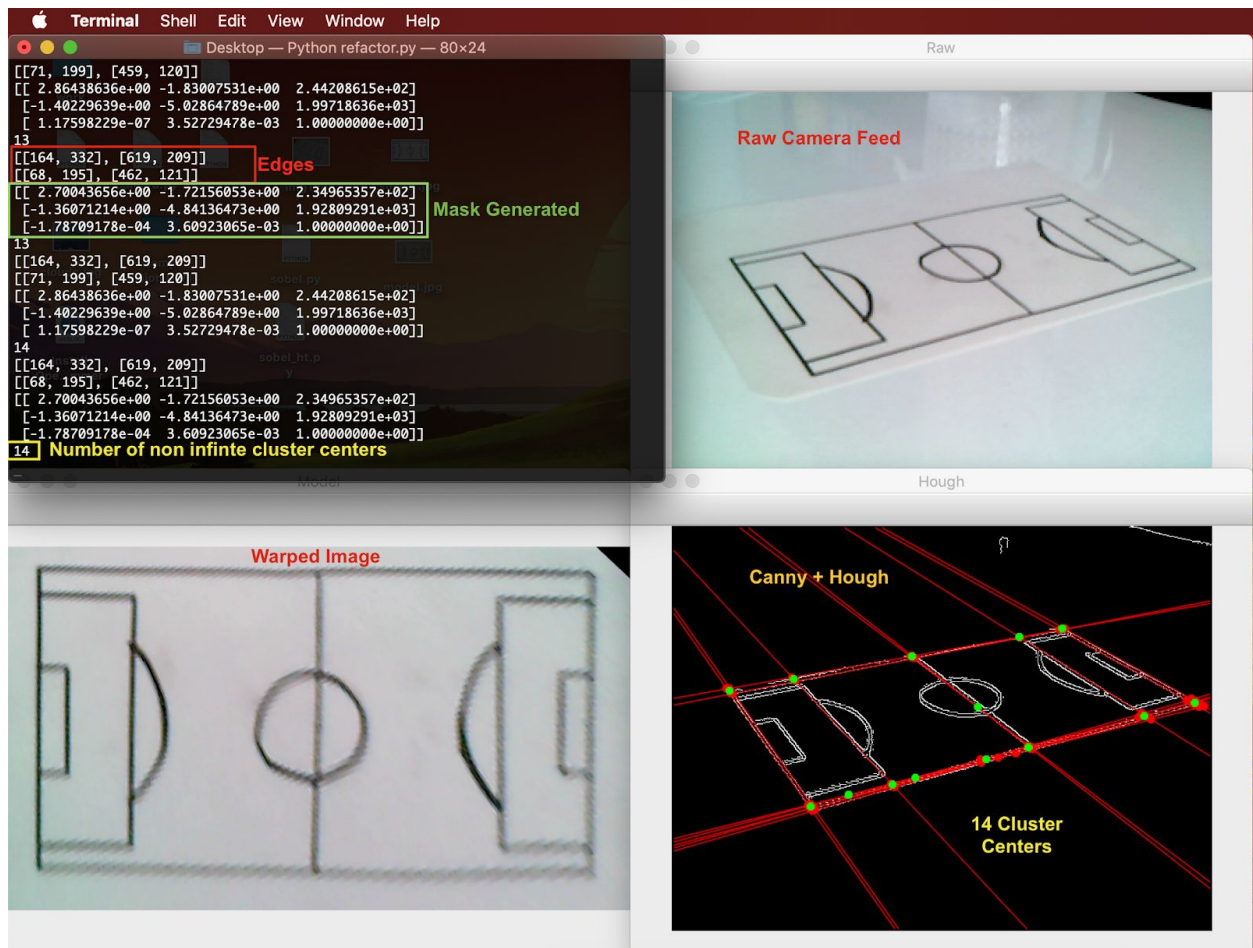 Terminal Shell Edit View Window Help
Desktop — Python refactor.py — 80×24
Raw
[[71, 199], [459, 120]]
[[ 2.86438636e+00 -1.83007531e+00 2.44208615e+02]
[-1.40229639e+00 -5.02864789e+00 1.99718636e+03]
[ 1.17598229e-07 3.52729478e-03 1.00000000e+00]]
13
[[164, 332], [619, 209]]
Edges
[[68, 195], [462, 121]]
[[ 2.70043656e+00 -1.72156053e+00 2.34965357e+02]
[-1.36071214e+00 -4.84136473e+00 1.92809291e+03]
Mask Generated
[-1.78709178e-04 3.60923065e-03 1.00000000e+00]]
13
[[164, 332], [619, 209]]
[[71, 199], [459, 120]]
[[ 2.86438636e+00 -1.83007531e+00 2.44208615e+02]
[-1.40229639e+00 -5.02864789e+00 1.99718636e+03]
[ 1.17598229e-07 3.52729478e-03 1.00000000e+00]]
14
[[164, 332], [619, 209]]
[[68, 195], [462, 121]]
[[ 2.70043656e+00 -1.72156053e+00 2.34965357e+02]
[-1.36071214e+00 -4.84136473e+00 1.92809291e+03]
[-1.78709178e-04 3.60923065e-03 1.00000000e+00]]
14 Number of non infinte cluster centers
sobel.py
sobel_ht.p
y
Raw Camera Feed
Model
Warped Image
Hough
Canny + Hough
14 Cluster
Centers